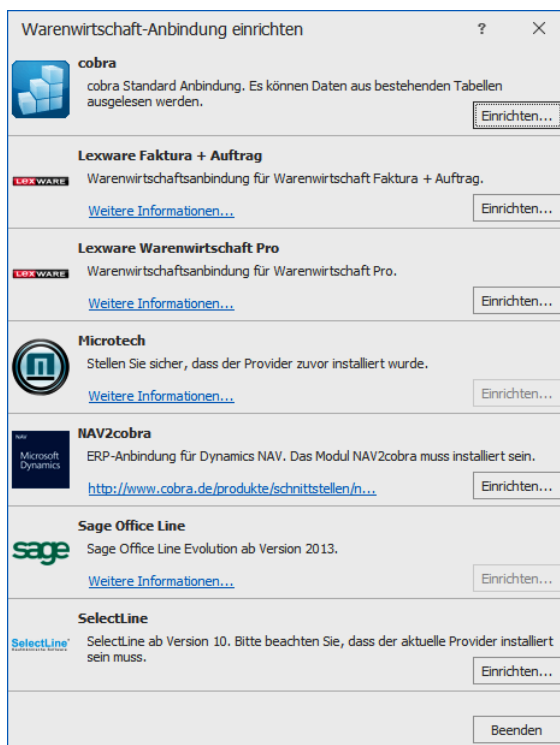 Warenwirtschaft-Anbindung einrichten
?
cobra
cobra Standard Anbindung. Es können Daten aus bestehenden Tabellen
ausgelesen werden.
Einrichten...
Lexware Faktura + Auftrag
LEXWARE
Warenwirtschaftsanbindung für Warenwirtschaft Faktura + Auftrag.
Weitere Informationen...
Einrichten...
Lexware Warenwirtschaft Pro
LEXWARE
Warenwirtschaftsanbindung für Warenwirtschaft Pro.
Weitere Informationen...
Einrichten...
Microtech
Stellen Sie sicher, dass der Provider zuvor installiert wurde.
Weitere Informationen...
Einrichten...
NAV2cobra
NAV
Microsoft
Dynamics
ERP-Anbindung für Dynamics NAV. Das Modul NAV2cobra muss installiert sein.
http://www.cobra.de/produkte/schnittstellen/n...
Einrichten...
Sage Office Line
sage
Sage Office Line Evolution ab Version 2013.
Weitere Informationen...
Einrichten...
SelectLine
SelectLine
SelectLine ab Version 10. Bitte beachten Sie, dass der aktuelle Provider installiert
sein muss.
Einrichten...
Beenden